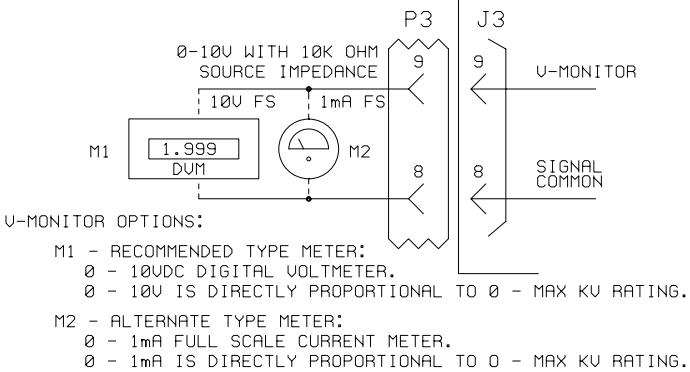 P3 J3
0-10V WITH 10K OHM
SOURCE IMPEDANCE
9 9
V-MONITOR
10V FS 1mA FS
M1
1.999
DVM
M2
8 8
SIGNAL
COMMON
V-MONITOR OPTIONS:
M1 - RECOMMENDED TYPE METER:
0 - 10VDC DIGITAL VOLTMETER.
0 - 10V IS DIRECTLY PROPORTIONAL TO 0 - MAX KV RATING.
M2 - ALTERNATE TYPE METER:
0 - 1mA FULL SCALE CURRENT METER.
0 - 1mA IS DIRECTLY PROPORTIONAL TO O - MAX KV RATING.